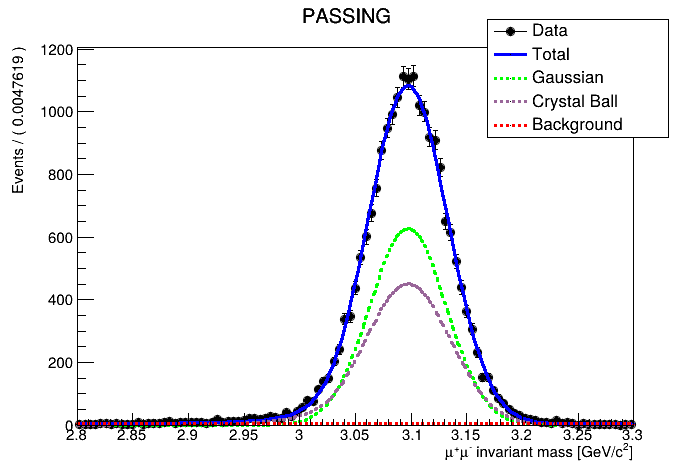 PASSING
Data
Total
Gaussian
Crystal Ball
Background
Events / ( 0.0047619 )
1200
1000
800
600
400
200
0
2.8 2.85 2.9 2.95 3 3.05 3.1 3.15 3.2 3.25 3.3
μ⁺μ⁻ invariant mass [GeV/c²]